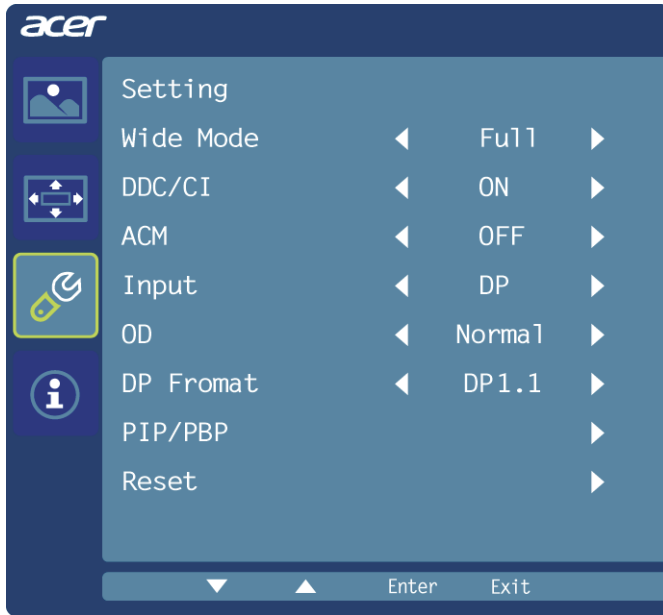 acer
Setting
Wide Mode Full
DDC/CI ON
ACM OFF
Input DP
OD Normal
DP Fromat DP1.1
PIP/PBP
Reset
Enter Exit